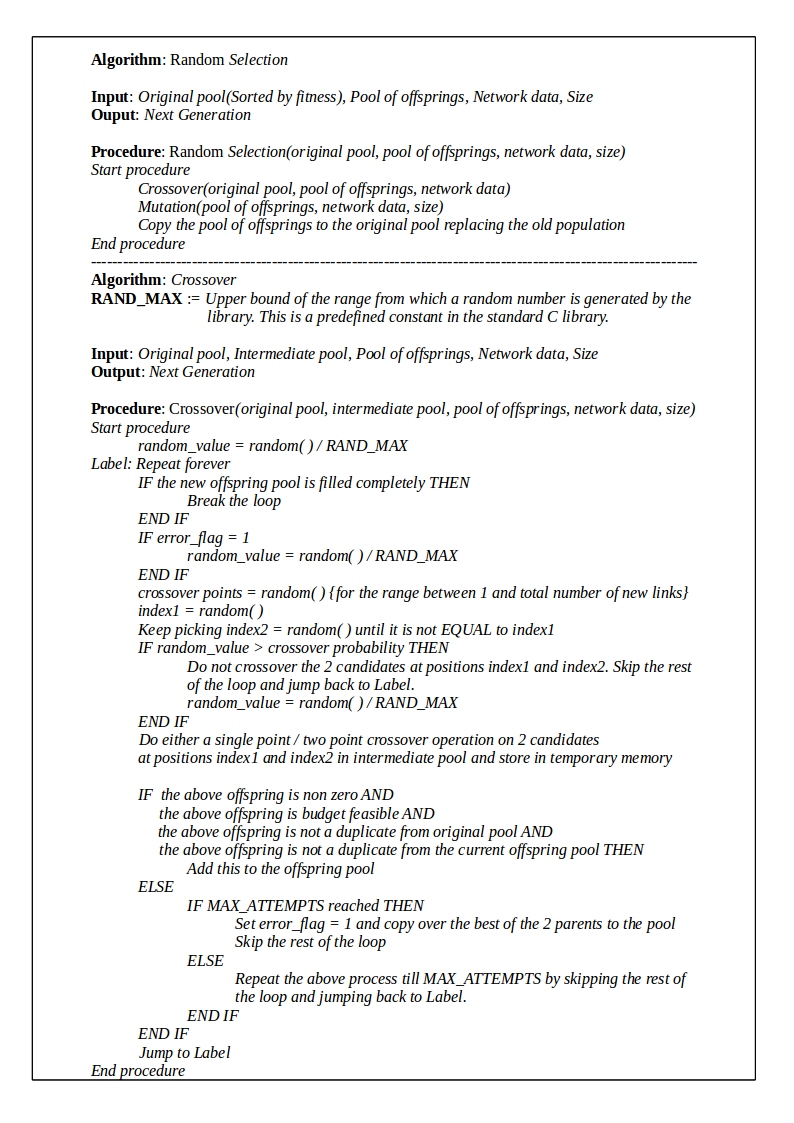 Algorithm: Random Selection
Input: Original pool(Sorted by fitness), Pool of offsprings, Network data, Size
Ouput: Next Generation
Procedure: Random Selection(original pool, pool of offsprings, network data, size)
Start procedure
Crossover(original pool, pool of offsprings, network data)
Mutation(pool of offsprings, network data, size)
Copy the pool of offsprings to the original pool replacing the old population
End procedure
--------------------------------------------------------------------------------------------------------------------
Algorithm: Crossover
RAND_MAX := Upper bound of the range from which a random number is generated by the
library. This is a predefined constant in the standard C library.
Input: Original pool, Intermediate pool, Pool of offsprings, Network data, Size
Output: Next Generation
Procedure: Crossover(original pool, intermediate pool, pool of offsprings, network data, size)
Start procedure
random_value = random( ) / RAND_MAX
Label: Repeat forever
IF the new offspring pool is filled completely THEN
Break the loop
END IF
IF error_flag = 1
random_value = random( ) / RAND_MAX
END IF
crossover points = random( ) {for the range between 1 and total number of new links}
index1 = random( )
Keep picking index2 = random( ) until it is not EQUAL to index1
IF random_value > crossover probability THEN
Do not crossover the 2 candidates at positions index1 and index2. Skip the rest
of the loop and jump back to Label.
random_value = random( ) / RAND_MAX
END IF
Do either a single point / two point crossover operation on 2 candidates
at positions index1 and index2 in intermediate pool and store in temporary memory
IF the above offspring is non zero AND
the above offspring is budget feasible AND
the above offspring is not a duplicate from original pool AND
the above offspring is not a duplicate from the current offspring pool THEN
Add this to the offspring pool
ELSE
IF MAX_ATTEMPTS reached THEN
Set error_flag = 1 and copy over the best of the 2 parents to the pool
Skip the rest of the loop
ELSE
Repeat the above process till MAX_ATTEMPTS by skipping the rest of
the loop and jumping back to Label.
END IF
END IF
Jump to Label
End procedure